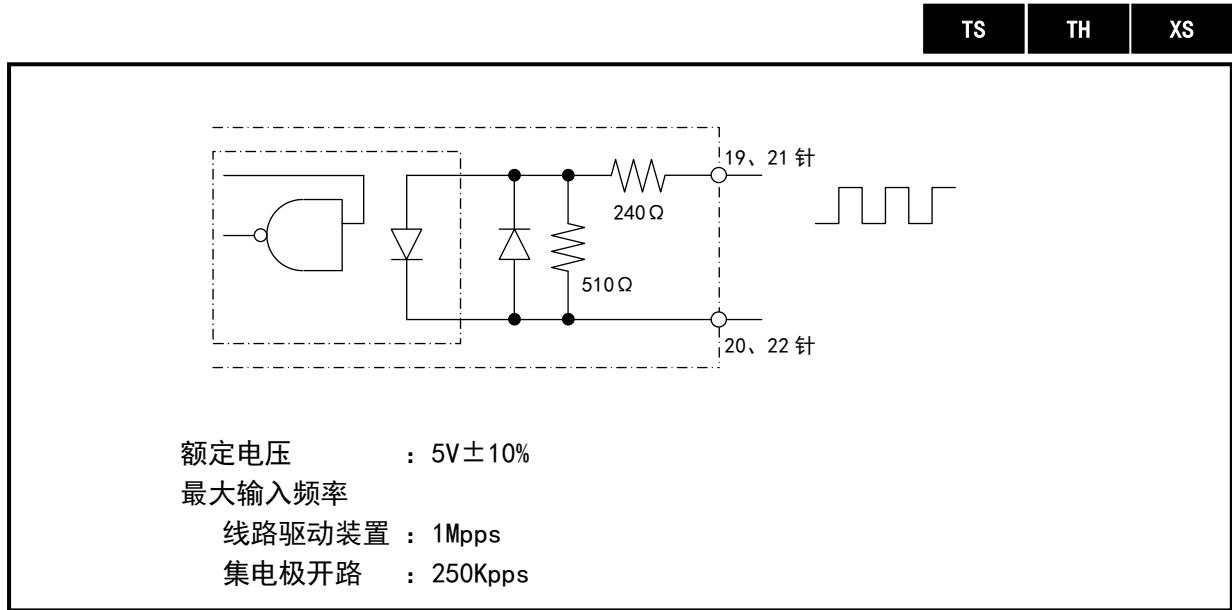 TS TH XS
19、21 针
240Ω
510Ω
20、22 针
额定电压 : 5V±10%
最大输入频率
线路驱动装置 : 1Mpps
集电极开路 : 250Kpps